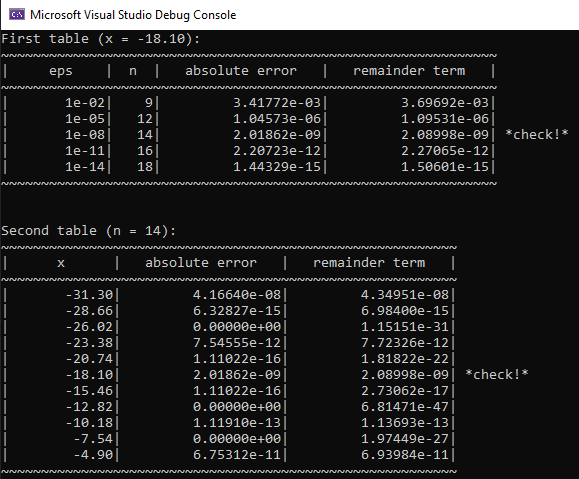 Microsoft Visual Studio Debug Console
First table (x = -18.10):
~~~~~~~~~~~~~~~~~~~~~~~~~~~~~~~~~~~~~~~~~~~~~~~~~~~~~~~~~~~~~~
|     eps    |  n  |   absolute error   |   remainder term   |
~~~~~~~~~~~~~~~~~~~~~~~~~~~~~~~~~~~~~~~~~~~~~~~~~~~~~~~~~~~~~~
|       1e-02|    9|         3.41772e-03|         3.69692e-03|
|       1e-05|   12|         1.04573e-06|         1.09531e-06|
|       1e-08|   14|         2.01862e-09|         2.08998e-09| *check!*
|       1e-11|   16|         2.20723e-12|         2.27065e-12|
|       1e-14|   18|         1.44329e-15|         1.50601e-15|
~~~~~~~~~~~~~~~~~~~~~~~~~~~~~~~~~~~~~~~~~~~~~~~~~~~~~~~~~~~~~~
Second table (n = 14):
~~~~~~~~~~~~~~~~~~~~~~~~~~~~~~~~~~~~~~~~~~~~~~~~~~~~~~~~~
|      x      |   absolute error   |   remainder term   |
~~~~~~~~~~~~~~~~~~~~~~~~~~~~~~~~~~~~~~~~~~~~~~~~~~~~~~~~~
|       -31.30|         4.16640e-08|         4.34951e-08|
|       -28.66|         6.32827e-15|         6.98400e-15|
|       -26.02|         0.00000e+00|         1.15151e-31|
|       -23.38|         7.54555e-12|         7.72326e-12|
|       -20.74|         1.11022e-16|         1.81822e-22|
|       -18.10|         2.01862e-09|         2.08998e-09| *check!*
|       -15.46|         1.11022e-16|         2.73062e-17|
|       -12.82|         0.00000e+00|         6.81471e-47|
|       -10.18|         1.11910e-13|         1.13693e-13|
|        -7.54|         0.00000e+00|         1.97449e-27|
|        -4.90|         6.75312e-11|         6.93984e-11|
~~~~~~~~~~~~~~~~~~~~~~~~~~~~~~~~~~~~~~~~~~~~~~~~~~~~~~~~~